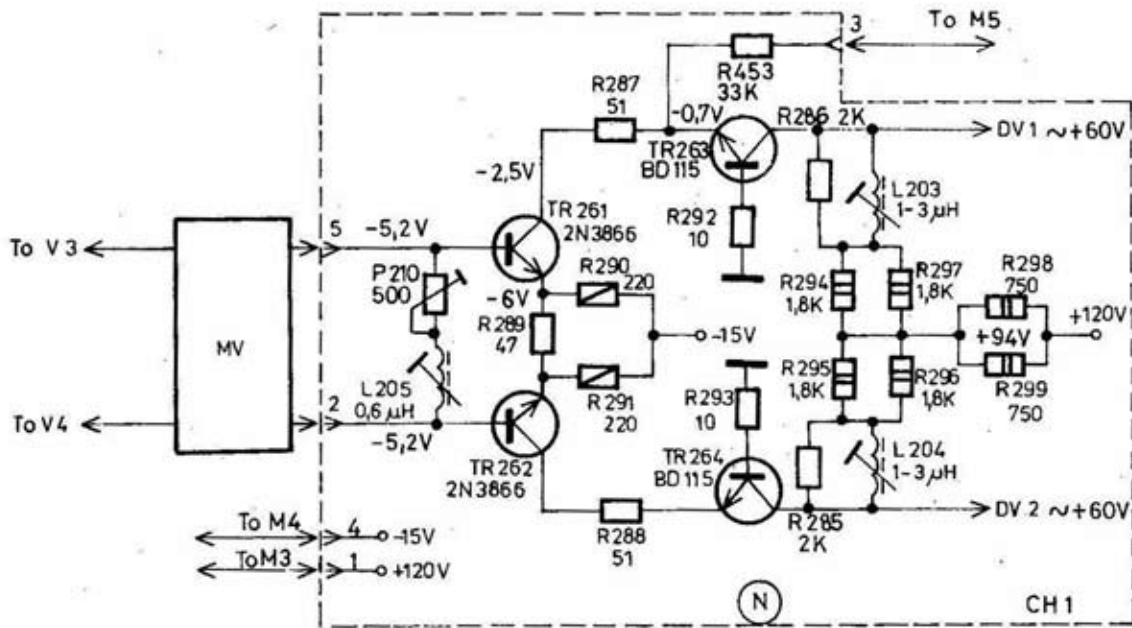 To M5
3
R453
33K
R287
51
-0,7V
R286 2K
DV.1 ~+60V
TR263
BD115
-2,5V
L203
1-3µH
TR261
2N3866
R292
10
5
-5,2V
To V3
P210
500
R290
220
R294
1,8K
R297
1,8K
R298
750
-6V
+120V
R289
47
-15V
+94V
MV
R295
1,8K
R296
1,8K
R299
750
L205
0,6µH
R291
220
R293
10
2
To V4
-5,2V
TR262
2N3866
TR264
BD115
L204
1-3µH
DV.2 ~+60V
R285
2K
R288
51
To M4
4
-15V
To M3
1
+120V
N
CH1